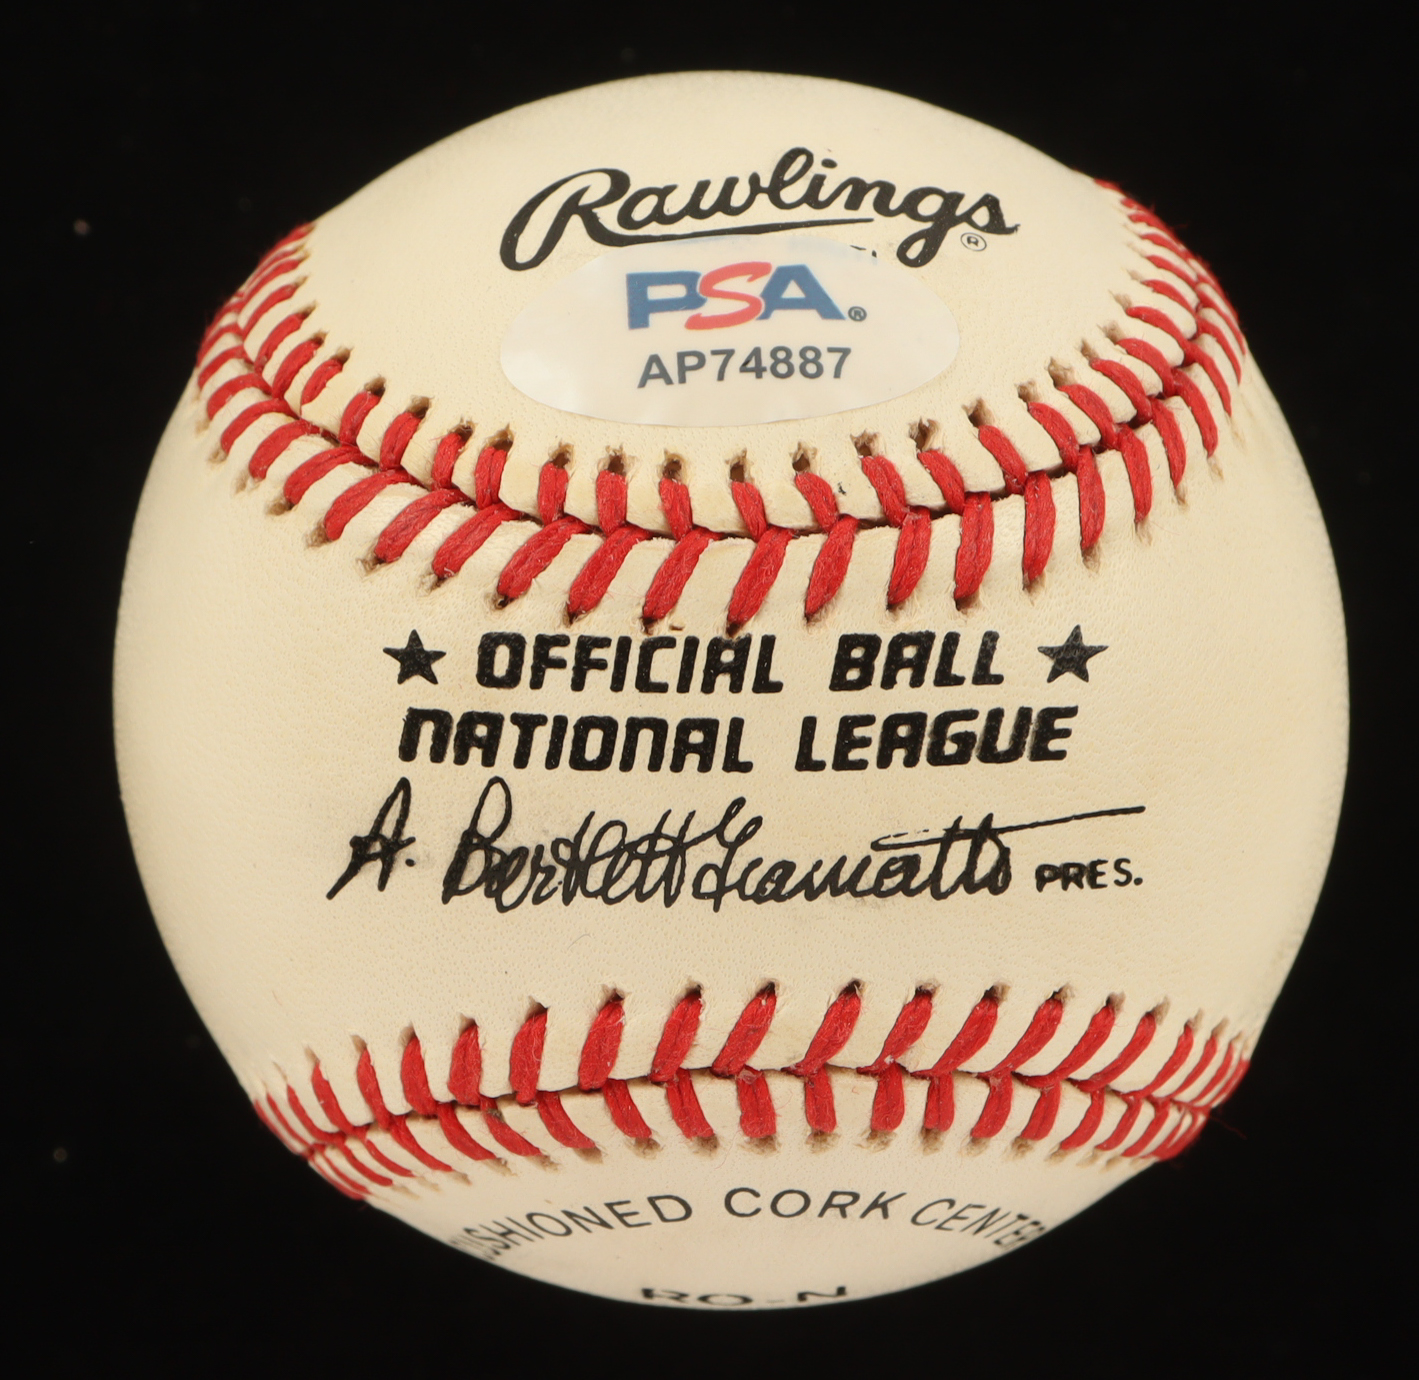 Rawlings ®
PSA ®
AP74887
★ OFFICIAL BALL ★
NATIONAL LEAGUE
A. Bartlett Giamatti PRES.
CUSHIONED CORK CENTER
RO-N